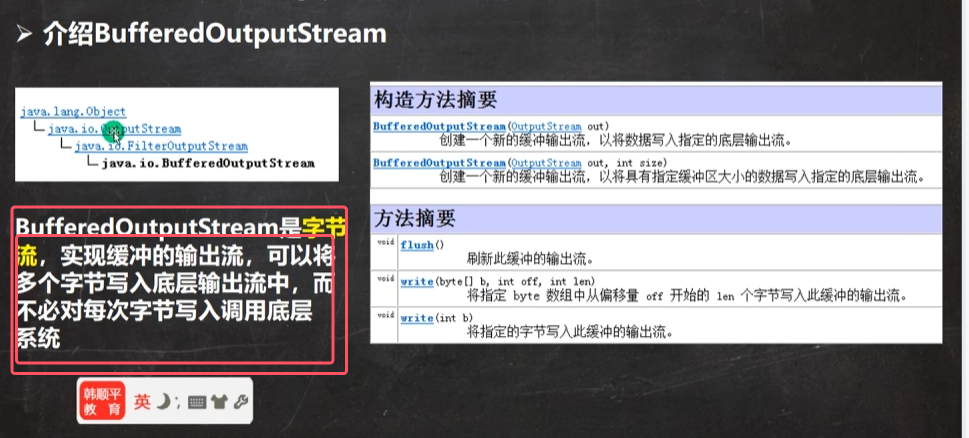 ➢ 介绍BufferedOutputStream
java.lang.Object
java.io.OutputStream
java.io.FilterOutputStream
java.io.BufferedOutputStream
BufferedOutputStream是字节
流，实现缓冲的输出流，可以将
多个字节写入底层输出流中，而
不必对每次字节写入调用底层
系统
构造方法摘要
BufferedOutputStream(OutputStream out)
创建一个新的缓冲输出流，以将数据写入指定的底层输出流。
BufferedOutputStream(OutputStream out, int size)
创建一个新的缓冲输出流，以将具有指定缓冲区大小的数据写入指定的底层输出流。
方法摘要
void flush()
刷新此缓冲的输出流。
void write(byte[] b, int off, int len)
将指定 byte 数组中从偏移量 off 开始的 len 个字节写入此缓冲的输出流。
void write(int b)
将指定的字节写入此缓冲的输出流。
韩顺平
教 育
英 ;